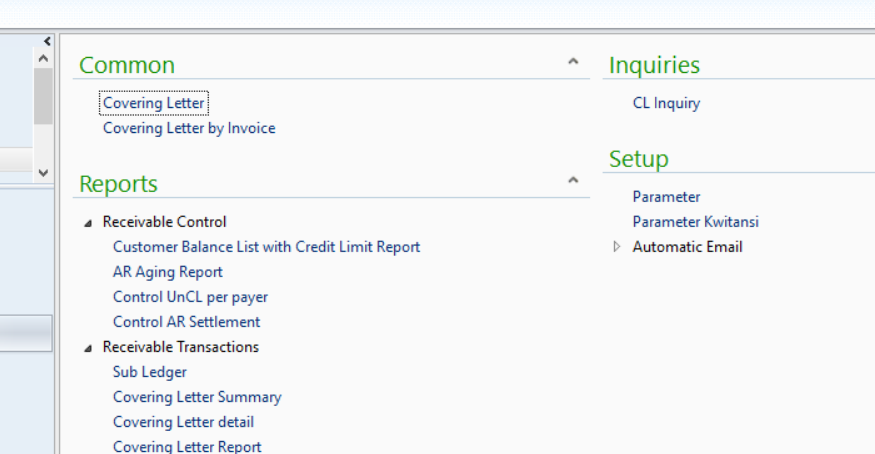 Common
Covering Letter
Covering Letter by Invoice
Reports
Receivable Control
Customer Balance List with Credit Limit Report
AR Aging Report
Control UnCL per payer
Control AR Settlement
Receivable Transactions
Sub Ledger
Covering Letter Summary
Covering Letter detail
Covering Letter Report
Inquiries
CL Inquiry
Setup
Parameter
Parameter Kwitansi
Automatic Email